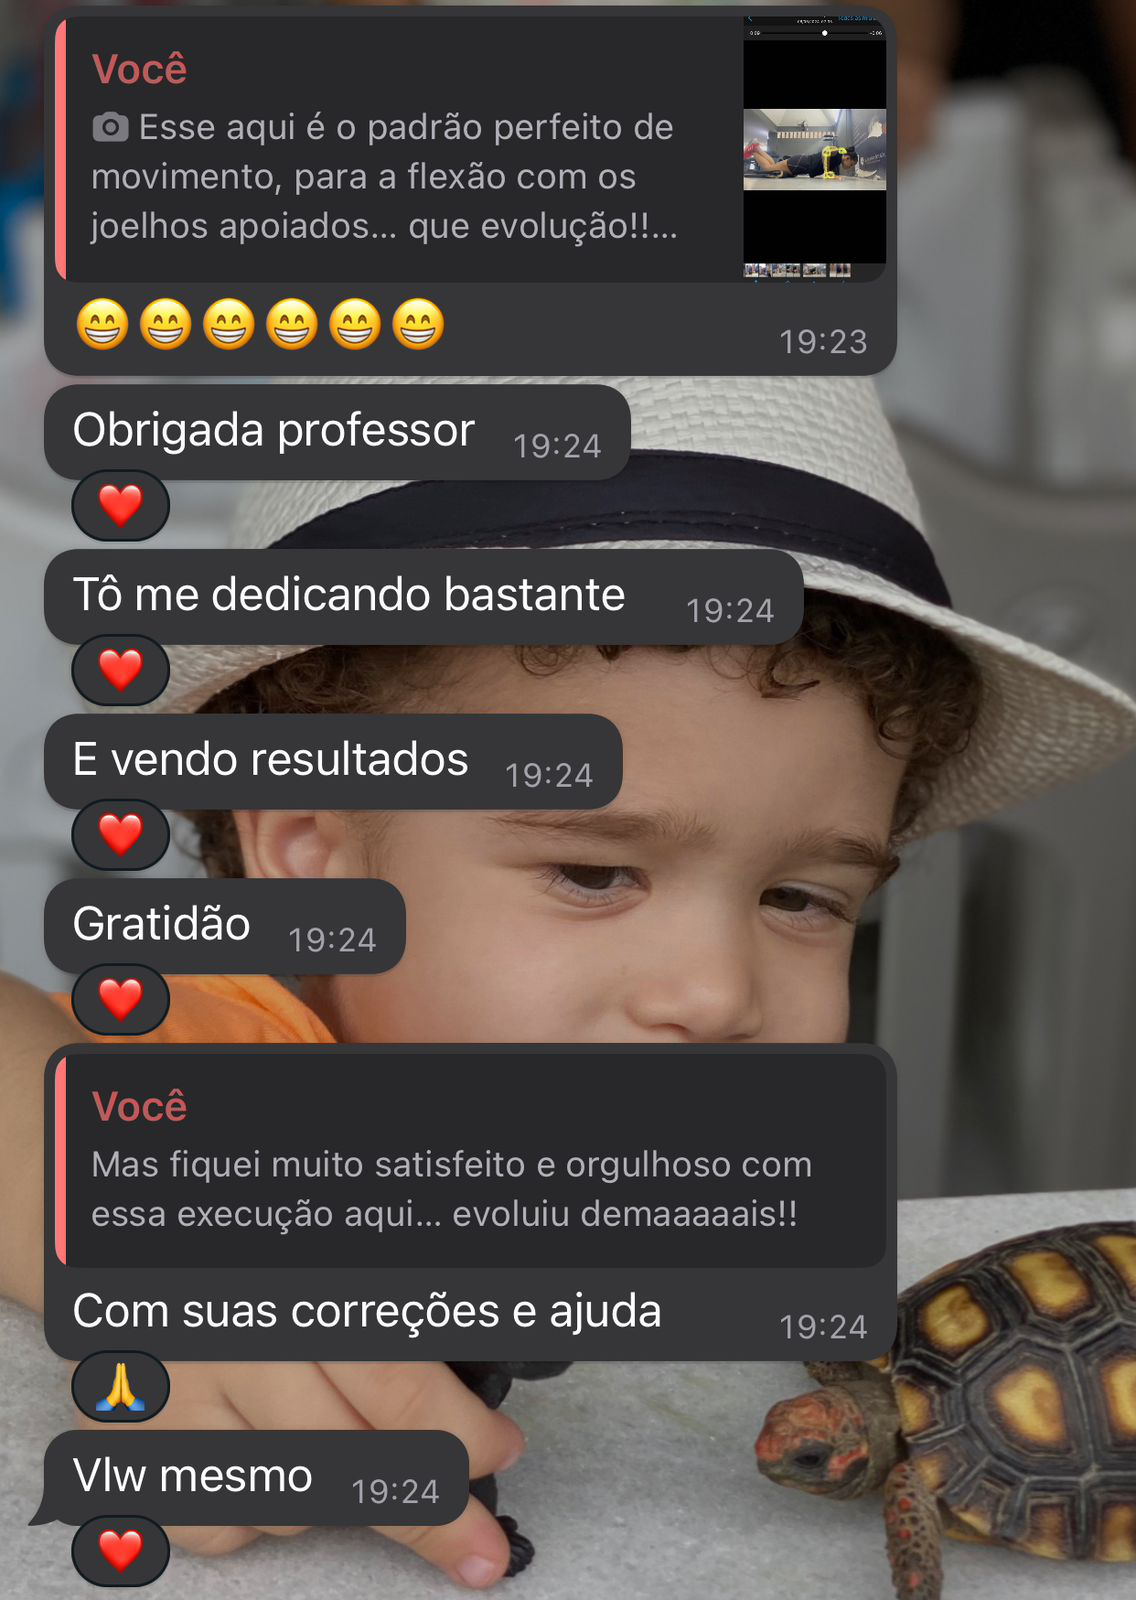 Você
📷 Esse aqui é o padrão perfeito de
movimento, para a flexão com os
joelhos apoiados... que evolução!!...
😁😁😁😁😁😁 19:23
Obrigada professor 19:24
❤️
Tô me dedicando bastante 19:24
❤️
E vendo resultados 19:24
❤️
Gratidão 19:24
❤️
Você
Mas fiquei muito satisfeito e orgulhoso com
essa execução aqui... evoluiu demaaaaais!!
Com suas correções e ajuda 19:24
🙏
Vlw mesmo 19:24
❤️